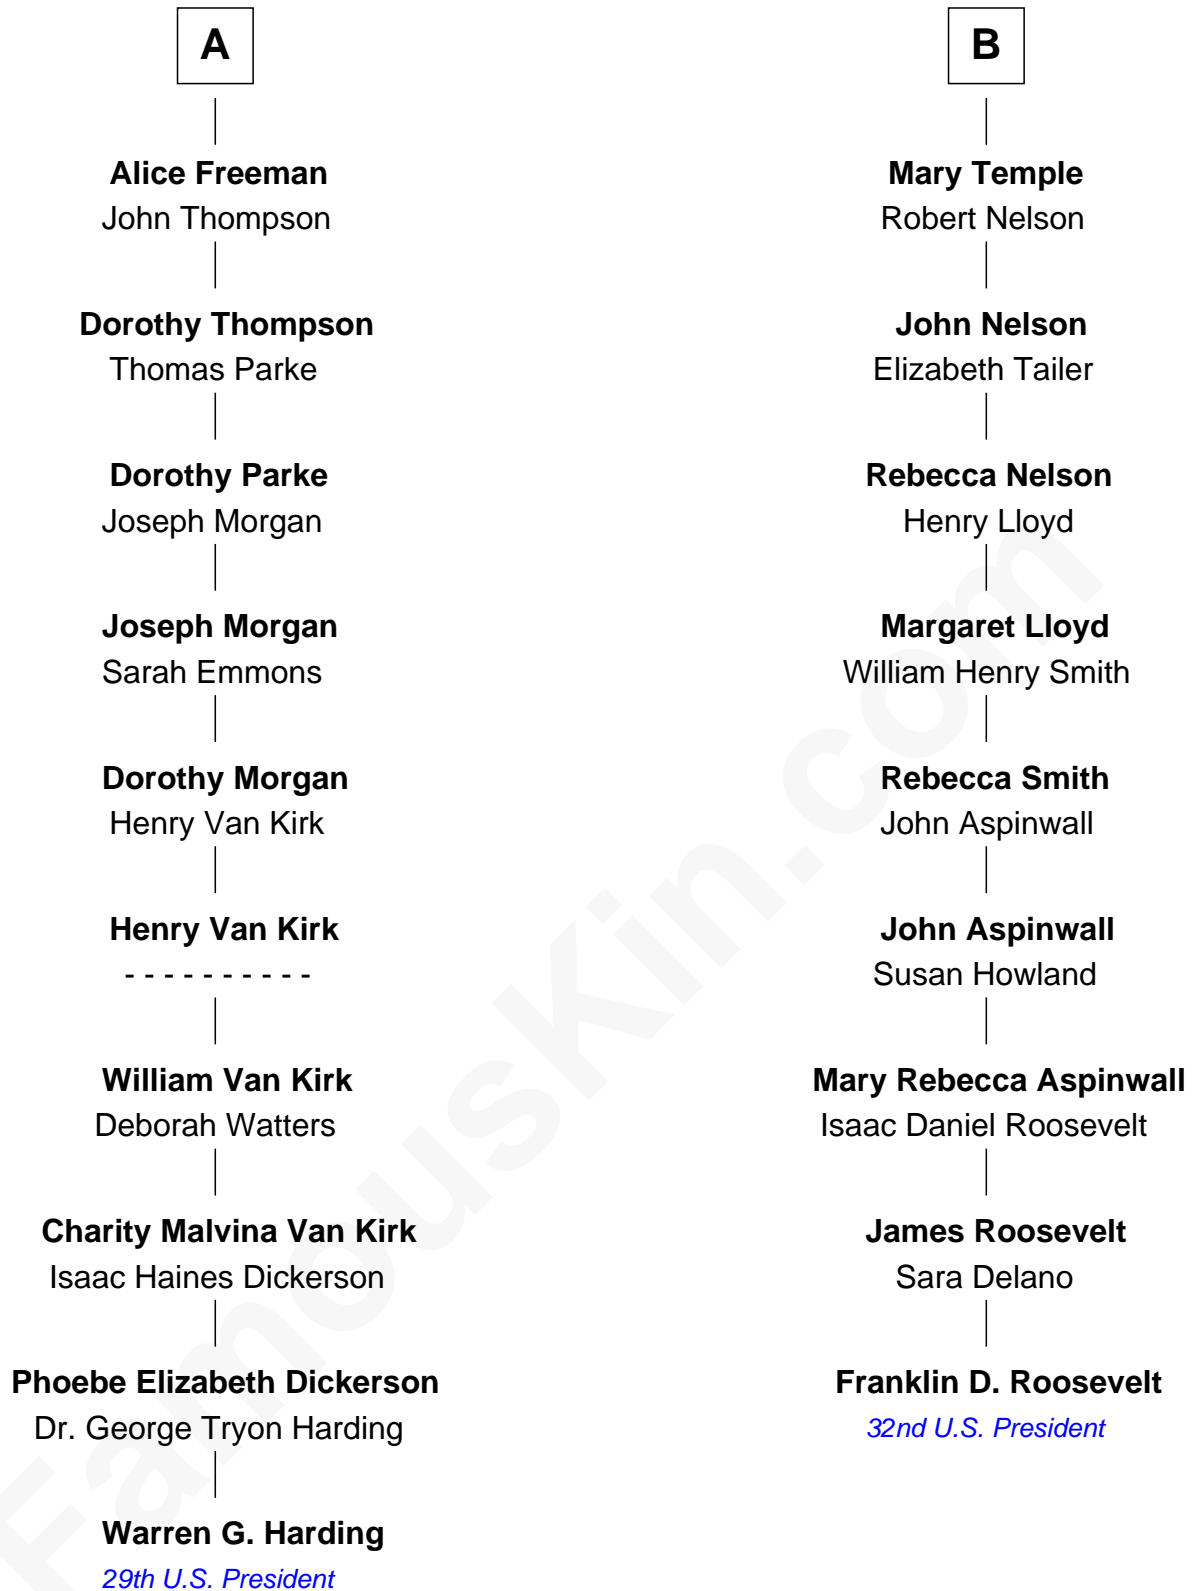 A
Alice Freeman
John Thompson
Dorothy Thompson
Thomas Parke
Dorothy Parke
Joseph Morgan
Joseph Morgan
Sarah Emmons
Dorothy Morgan
Henry Van Kirk
Henry Van Kirk
- - - - - - - - - -
William Van Kirk
Deborah Watters
Charity Malvina Van Kirk
Isaac Haines Dickerson
Phoebe Elizabeth Dickerson
Dr. George Tryon Harding
Warren G. Harding
29th U.S. President
B
Mary Temple
Robert Nelson
John Nelson
Elizabeth Tailer
Rebecca Nelson
Henry Lloyd
Margaret Lloyd
William Henry Smith
Rebecca Smith
John Aspinwall
John Aspinwall
Susan Howland
Mary Rebecca Aspinwall
Isaac Daniel Roosevelt
James Roosevelt
Sara Delano
Franklin D. Roosevelt
32nd U.S. President
FamousKin.com